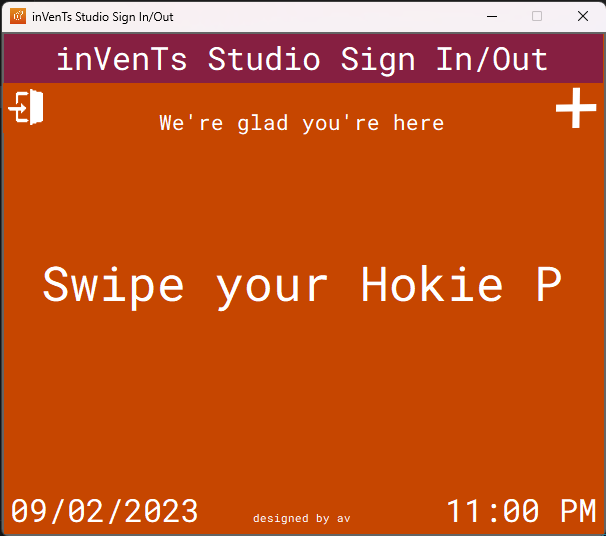 inVenTs Studio Sign In/Out
inVenTs Studio Sign In/Out
We're glad you're here
Swipe your Hokie P
09/02/2023
designed by av
11:00 PM